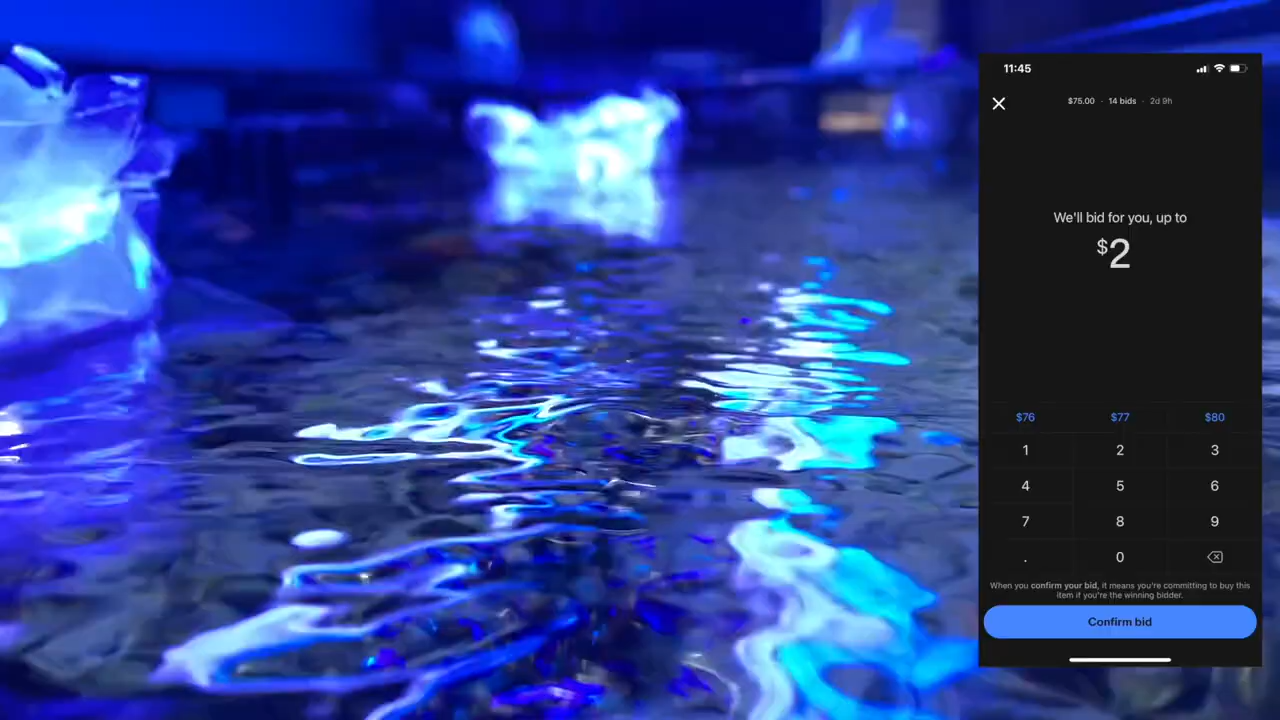 11:45
$75.00 · 14 bids · 2d 9h
We'll bid for you, up to
$2
$76 $77 $80
1 2 3
4 5 6
7 8 9
. 0
When you confirm your bid, it means you're committing to buy this
item if you're the winning bidder.
Confirm bid